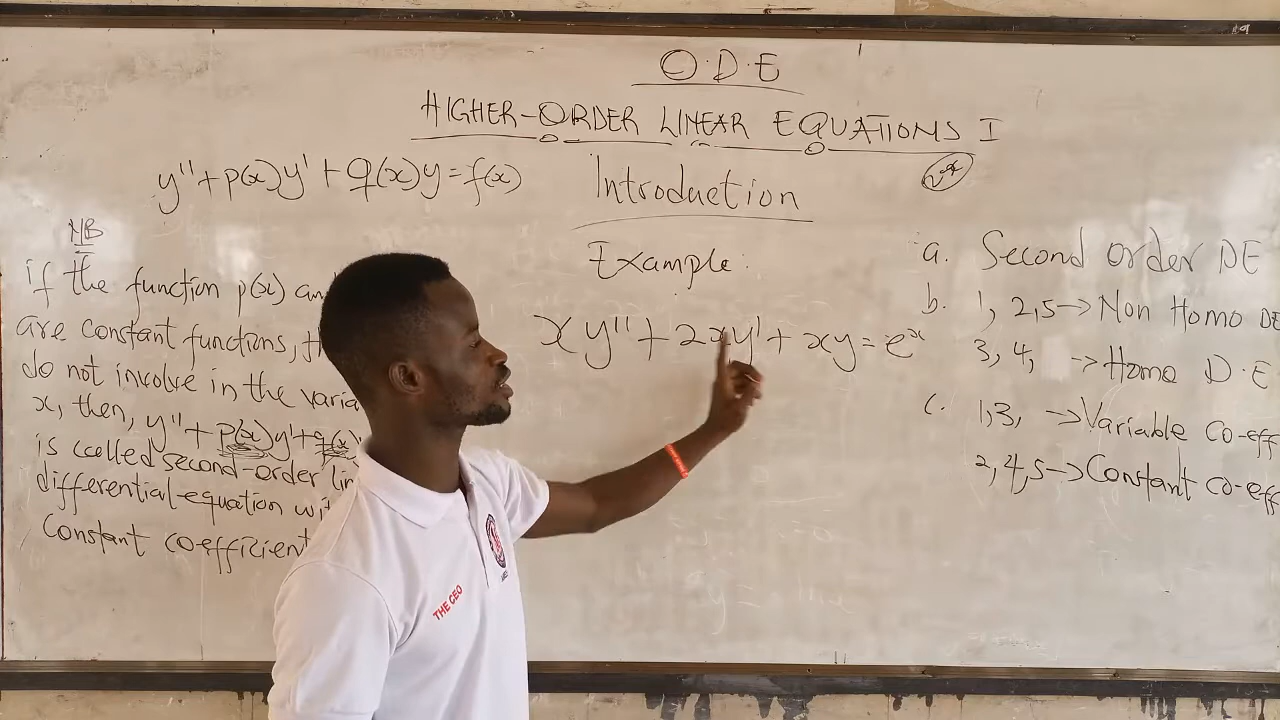 O.D.E
HIGHER-ORDER LINEAR EQUATIONS I
y'' + p(x)y' + q(x)y = f(x)
Introduction
NB
if the function p(x) an
are constant functions, th
do not involve in the varia
x, then, y'' + p(x)y' + q(x)
is called second-order lin
differential equation wi
Constant coefficient
Example:
xy'' + 2xy' + xy = e^x
a. Second order DE
b. 1, 2,5 → Non Homo DE
3, 4, → Homo D.E
c. 1,3, → Variable co-eff
2,4,5 → Constant co-eff
THE CEO